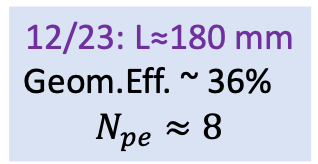 12/23: L≈180 mm
Geom.Eff. ~ 36%
Npe ≈ 8